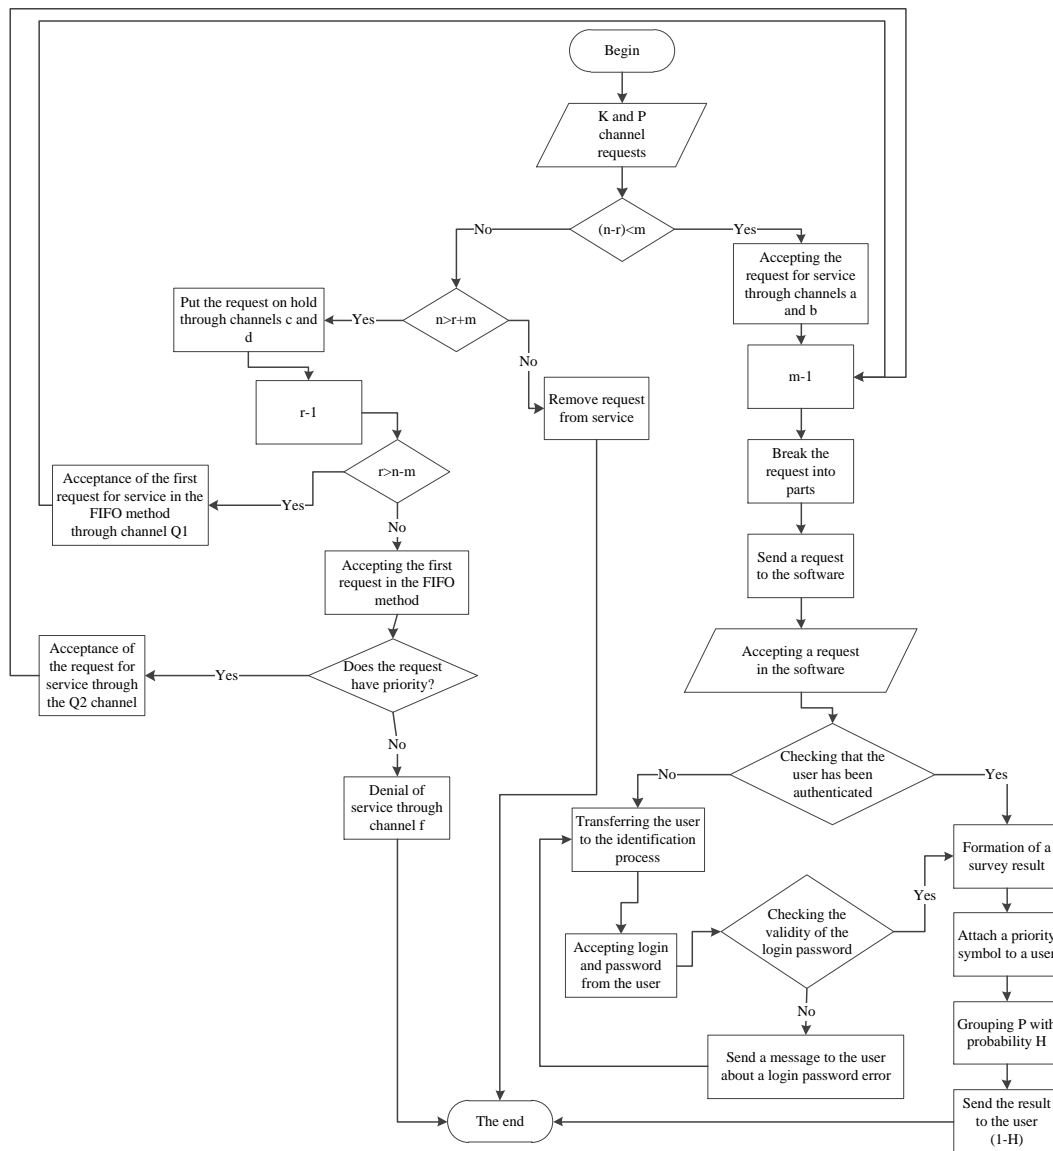 Begin
K and P
channel
requests
(n-r)<m
No
Yes
Accepting the
request for service
through channels a
and b
Put the request on hold
through channels c and
d
Yes
n>r+m
No
m-1
r-1
Remove request
from service
Break the
request into
parts
r>n-m
Acceptance of the first
request for service in the
FIFO method
through channel Q1
Yes
No
Send a request
to the software
Accepting the first
request in the FIFO
method
Accepting a request
in the software
Acceptance of
the request for
service through
the Q2 channel
Yes
Does the request
have priority?
No
Checking that the
user has been
authenticated
No
Yes
Denial of
service through
channel f
Transferring the user
to the identification
process
Formation of a
survey result
Checking the
validity of the
login password
Yes
Accepting login
and password
from the user
Attach a priority
symbol to a user
No
Grouping P with
probability H
Send a message to the user
about a login password error
The end
Send the result
to the user
(1-H)